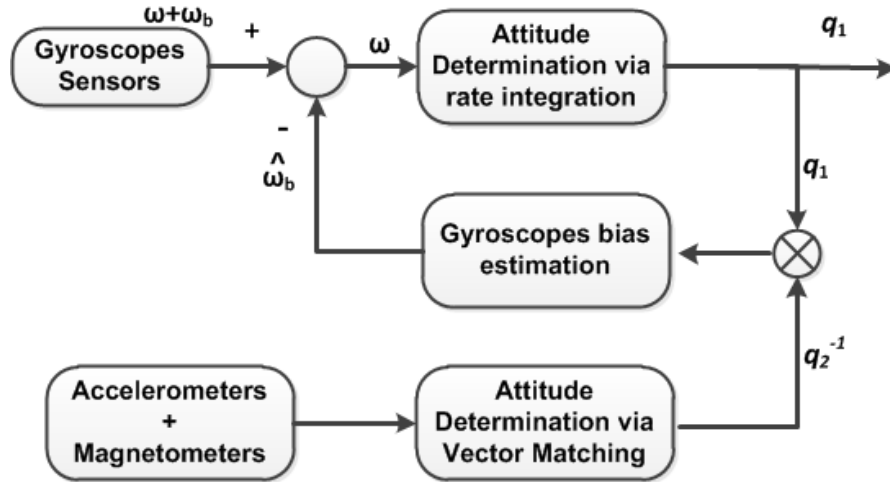 ω+ωb
+
Gyroscopes
Sensors
ω
Attitude
Determination via
rate integration
q1
-
^
ωb
q1
Gyroscopes bias
estimation
q2-1
Accelerometers
+
Magnetometers
Attitude
Determination via
Vector Matching